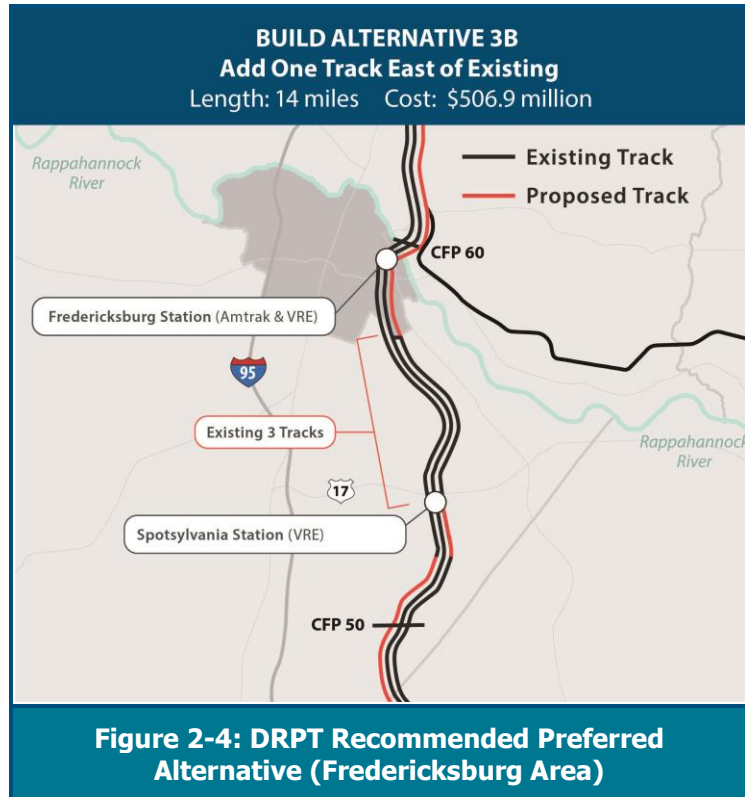 BUILD ALTERNATIVE 3B
Add One Track East of Existing
Length: 14 miles Cost: $506.9 million
Rappahannock
River
Existing Track
Proposed Track
CFP 60
Fredericksburg Station (Amtrak & VRE)
95
Existing 3 Tracks
Rappahannock
River
17
Spotsylvania Station (VRE)
CFP 50
Figure 2-4: DRPT Recommended Preferred
Alternative (Fredericksburg Area)